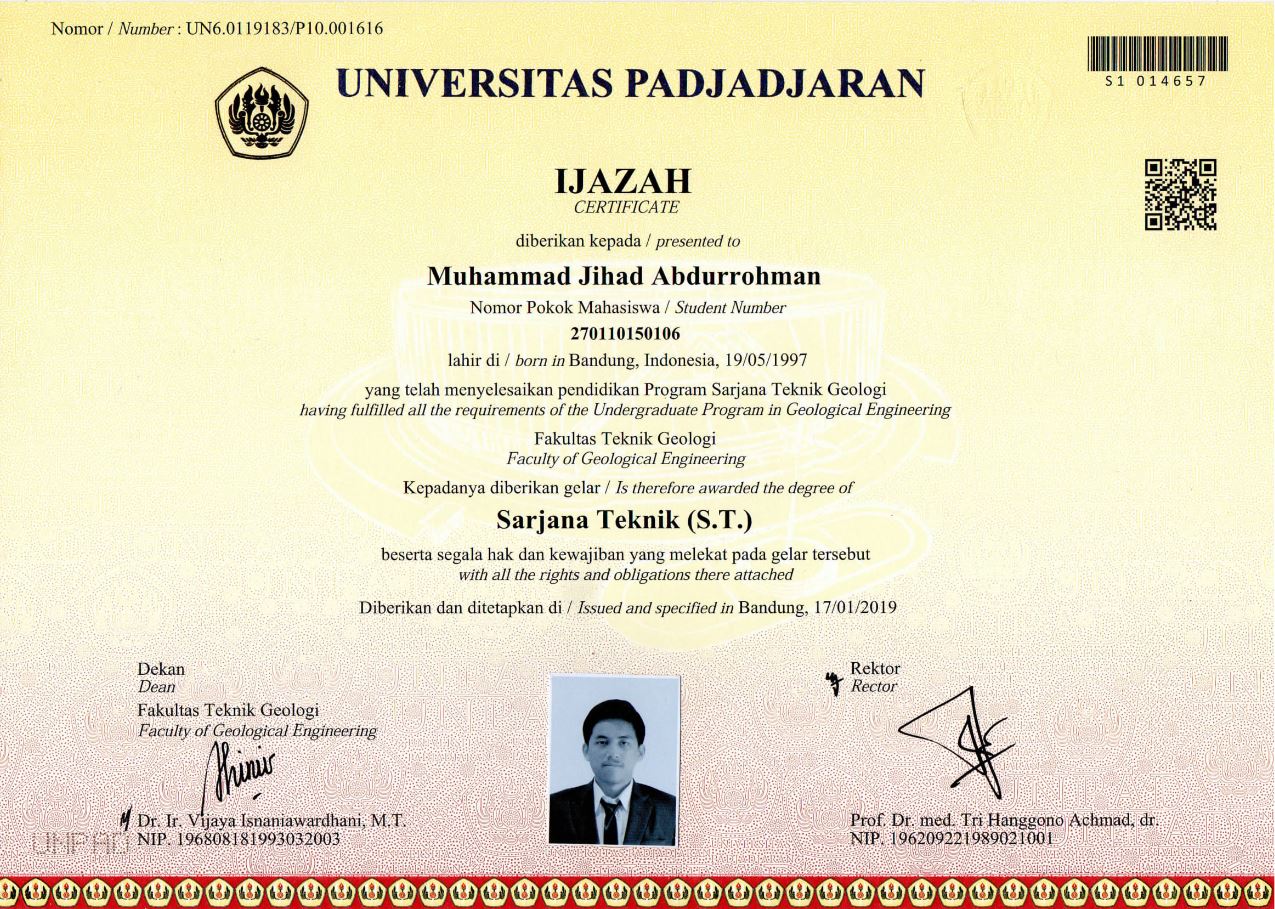 Nomor / Number : UN6.0119183/P10.001616
S1 014657
UNIVERSITAS PADJADJARAN
IJAZAH
CERTIFICATE
diberikan kepada / presented to
Muhammad Jihad Abdurrohman
Nomor Pokok Mahasiswa / Student Number
270110150106
lahir di / born in Bandung, Indonesia, 19/05/1997
yang telah menyelesaikan pendidikan Program Sarjana Teknik Geologi
having fulfilled all the requirements of the Undergraduate Program in Geological Engineering
Fakultas Teknik Geologi
Faculty of Geological Engineering
Kepadanya diberikan gelar / Is therefore awarded the degree of
Sarjana Teknik (S.T.)
beserta segala hak dan kewajiban yang melekat pada gelar tersebut
with all the rights and obligations there attached
Diberikan dan ditetapkan di / Issued and specified in Bandung, 17/01/2019
Dekan
Dean
Fakultas Teknik Geologi
Faculty of Geological Engineering
Dr. Ir. Vijaya Isnaniawardhani, M.T.
NIP. 196808181993032003
UNPAD
Rektor
Rector
Prof. Dr. med. Tri Hanggono Achmad, dr.
NIP. 196209221989021001